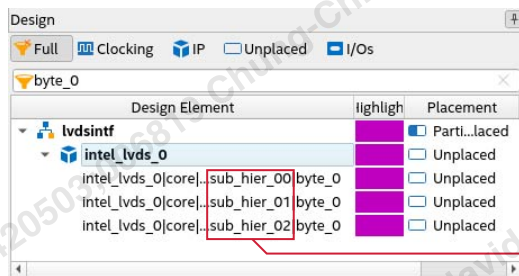 Design
Full Clocking IP Unplaced I/Os
byte_0
Design Element Highligh Placement
lvdsintf Parti...laced
intel_lvds_0 Unplaced
intel_lvds_0|core|...sub_hier_00|byte_0 Unplaced
intel_lvds_0|core|...sub_hier_01|byte_0 Unplaced
intel_lvds_0|core|...sub_hier_02|byte_0 Unplaced